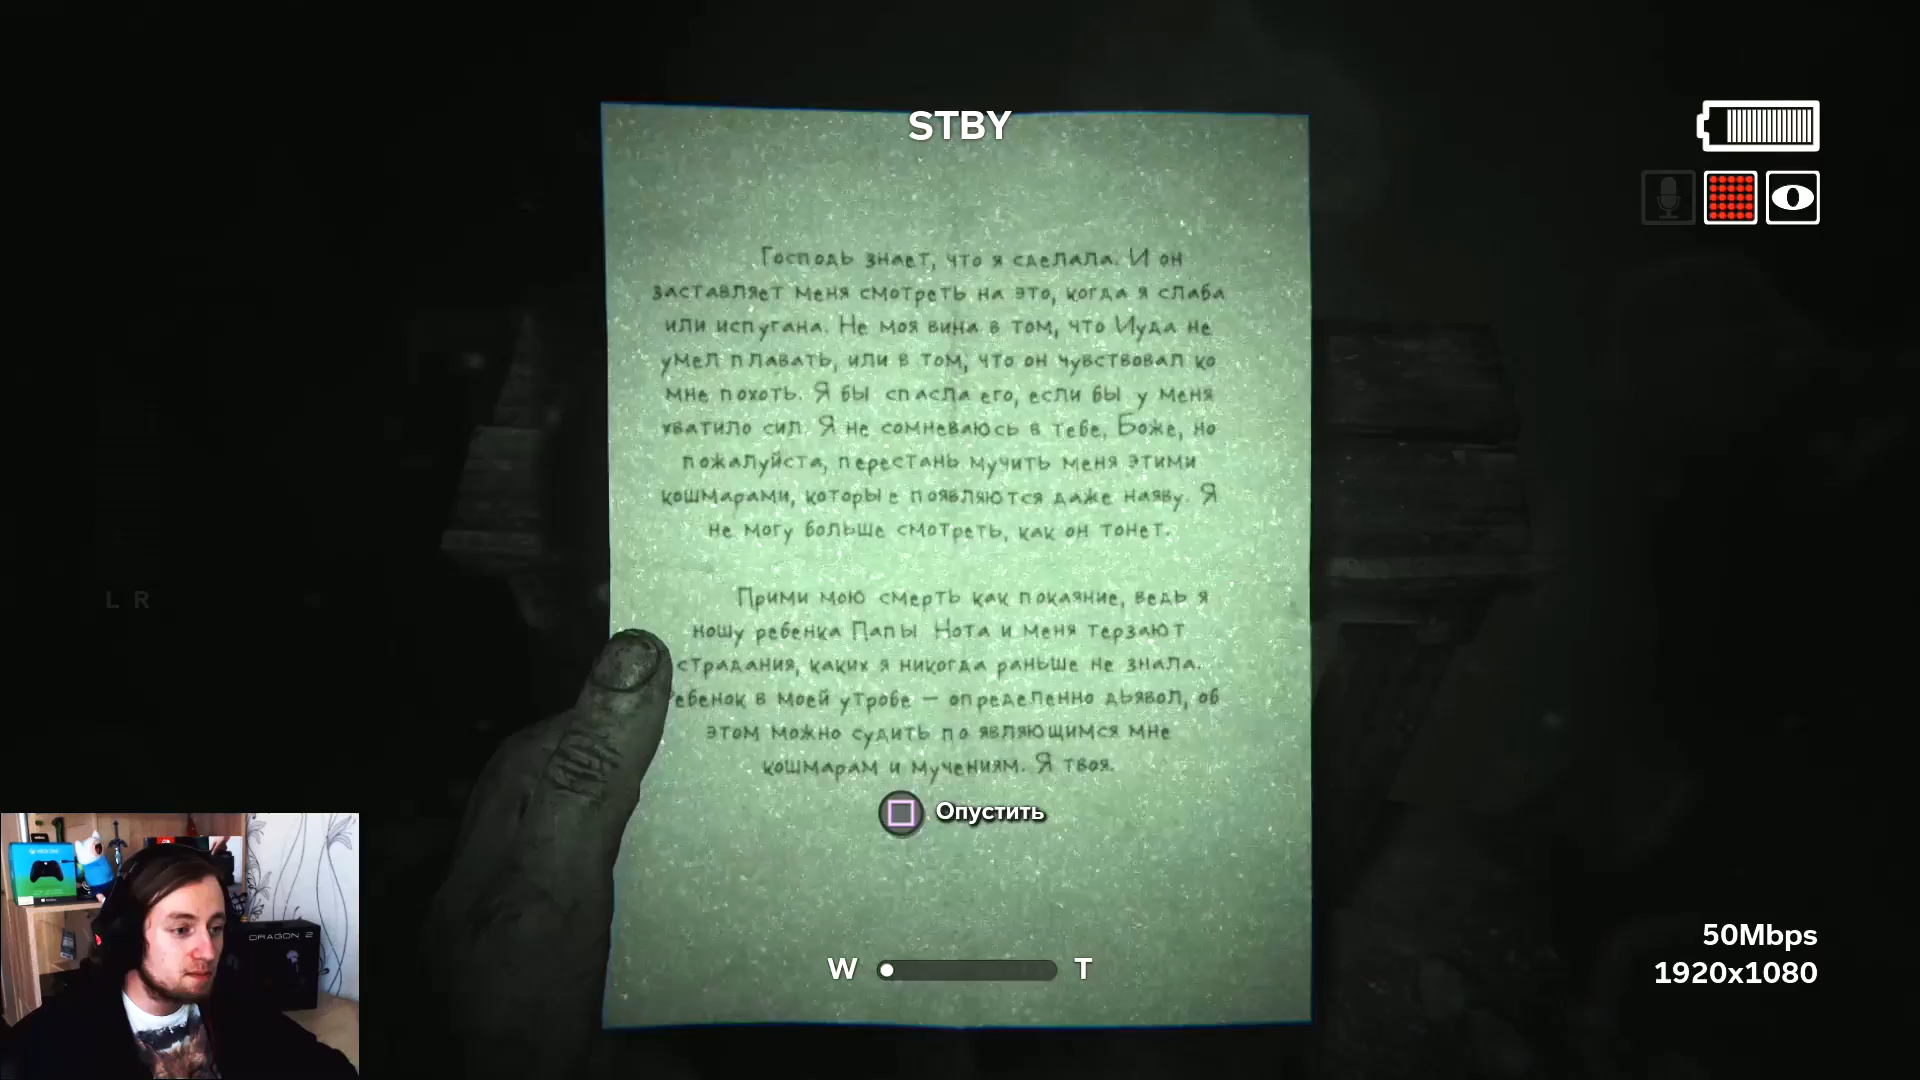 STBY
Господь знает, что я сделала. И он
заставляет меня смотреть на это, когда я слаба
или испугана. Не моя вина в том, что Иуда не
умел плавать, или в том, что он чувствовал ко
мне похоть. Я бы спасла его, если бы у меня
хватило сил. Я не сомневаюсь в тебе, Боже, но
пожалуйста, перестань мучить меня этими
кошмарами, которые появляются даже наяву. Я
не могу больше смотреть, как он тонет.
Прими мою смерть как покаяние, ведь я
ношу ребенка Папы Нота и меня терзают
страдания, каких я никогда раньше не знала.
ебенок в моей утробе — определенно дьявол, об
этом можно судить по являющимся мне
кошмарам и мучениям. Я твоя.
Опустить
L R
W T
50Mbps
1920x1080
DRAGON 2